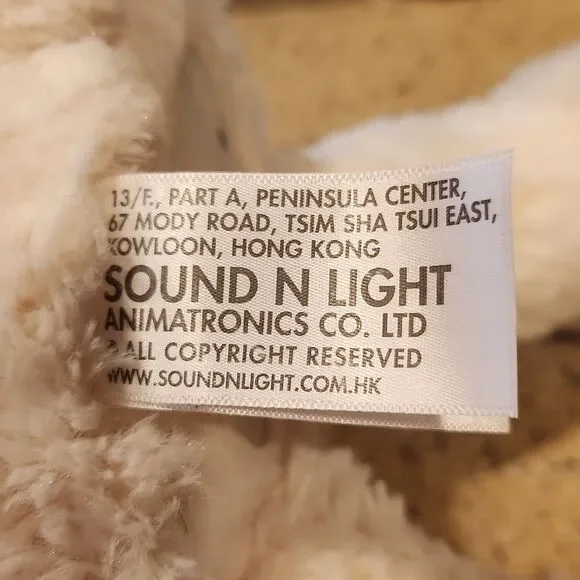 13/F., PART A, PENINSULA CENTER,
67 MODY ROAD, TSIM SHA TSUI EAST,
KOWLOON, HONG KONG
SOUND N LIGHT
ANIMATRONICS CO. LTD
© ALL COPYRIGHT RESERVED
WWW.SOUNDNLIGHT.COM.HK